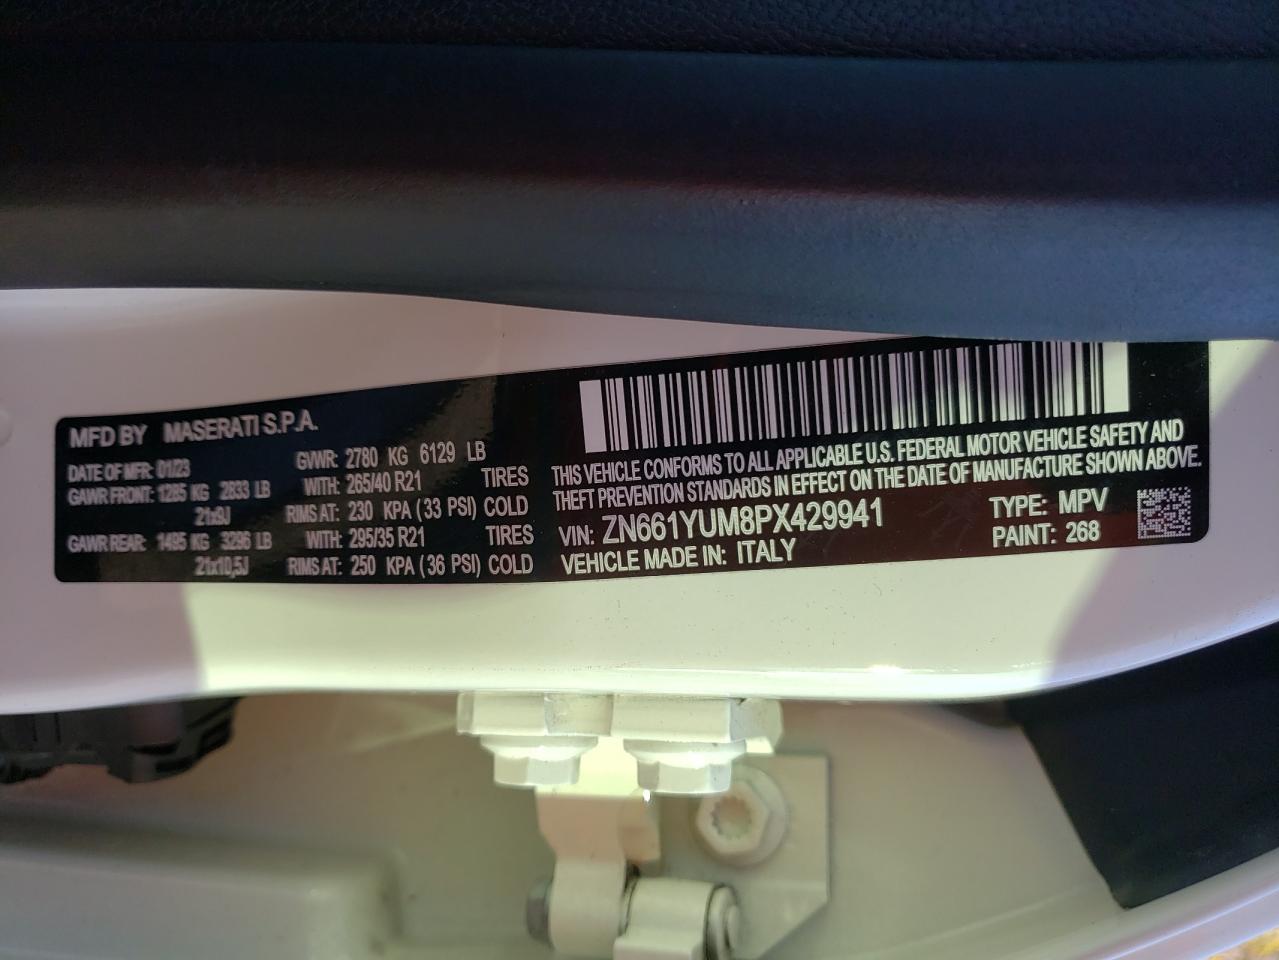 MFD BY MASERATI S.P.A.
DATE OF MFR: 01/23 GVWR: 2780 KG 6129 LB
GAWR FRONT: 1285 KG 2833 LB WITH: 265/40 R21 TIRES
21x9J RIMS AT: 230 KPA (33 PSI) COLD
GAWR REAR: 1495 KG 3296 LB WITH: 295/35 R21 TIRES
21x10,5J RIMS AT: 250 KPA (36 PSI) COLD
THIS VEHICLE CONFORMS TO ALL APPLICABLE U.S. FEDERAL MOTOR VEHICLE SAFETY AND
THEFT PREVENTION STANDARDS IN EFFECT ON THE DATE OF MANUFACTURE SHOWN ABOVE.
VIN: ZN661YUM8PX429941 TYPE: MPV
VEHICLE MADE IN: ITALY PAINT: 268